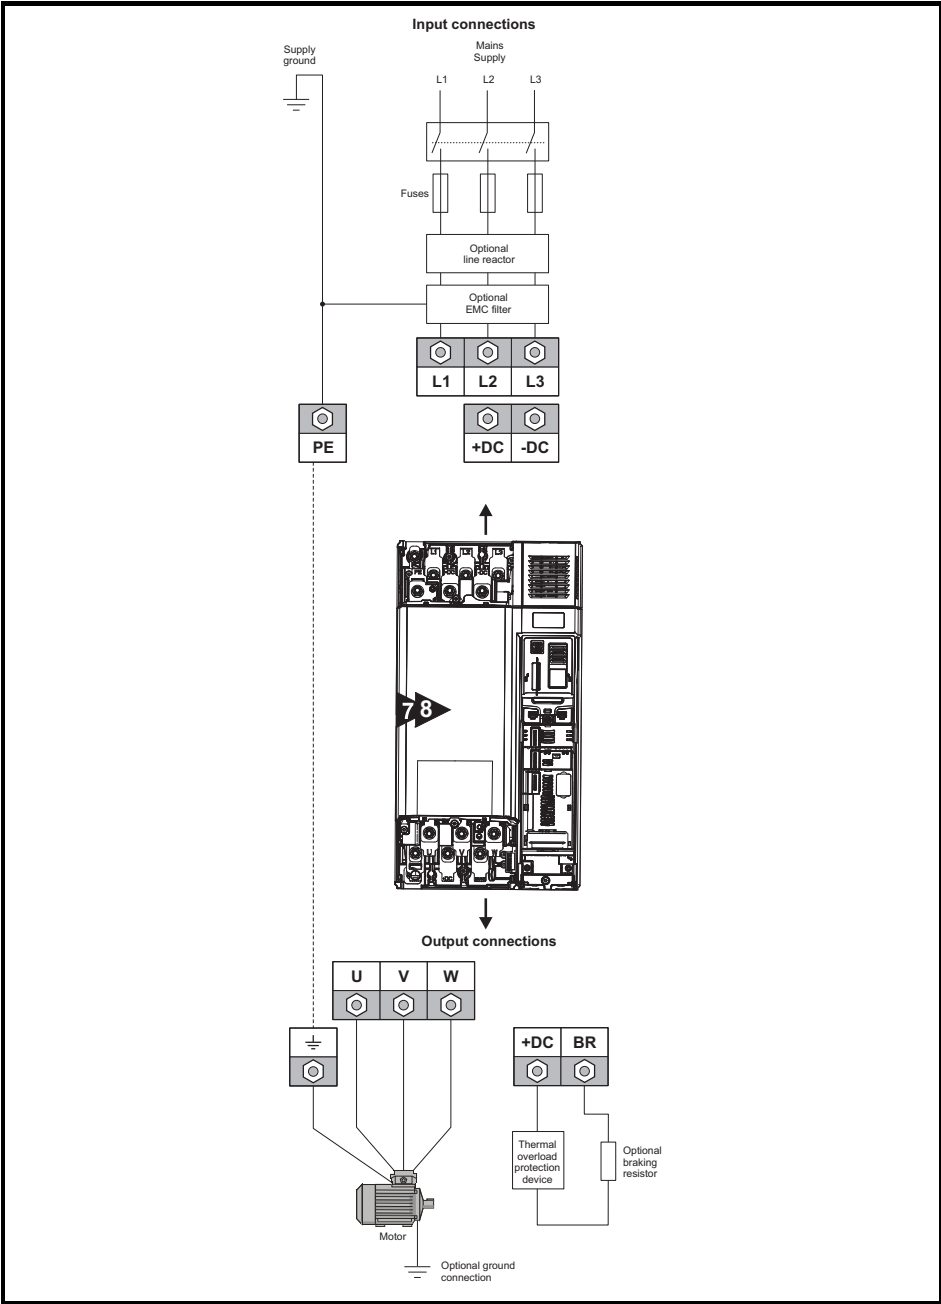 Input connections
Supply
ground
Mains
Supply
L1 L2 L3
Fuses
Optional
line reactor
Optional
EMC filter
L1 L2 L3
PE
+DC -DC
7 8
Output connections
U V W
+DC BR
Thermal
overload
protection
device
Optional
braking
resistor
Motor
Optional ground
connection